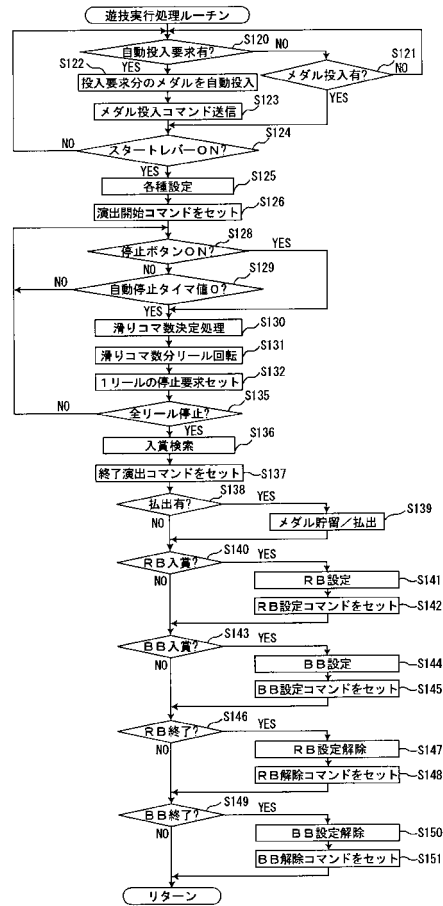 遊技実行処理ルーチン
自動投入要求有?
S120
NO
S121
YES
S122
メダル投入有?
NO
投入要求分のメダルを自動投入
S123
YES
メダル投入コマンド送信
S124
NO
スタートレバーON?
YES
S125
各種設定
S126
演出開始コマンドをセット
S128
停止ボタンON?
YES
NO
S129
NO
自動停止タイマ値0?
YES
S130
滑りコマ数決定処理
S131
滑りコマ数分リール回転
S132
1リールの停止要求セット
S135
NO
全リール停止?
YES
S136
入賞検索
S137
終了演出コマンドをセット
S138
払出有?
YES
S139
NO
メダル貯留/払出
S140
RB入賞?
YES
NO
RB設定
S141
RB設定コマンドをセット
S142
S143
BB入賞?
YES
NO
BB設定
S144
BB設定コマンドをセット
S145
S146
RB終了?
YES
NO
RB設定解除
S147
RB解除コマンドをセット
S148
S149
BB終了?
YES
NO
BB設定解除
S150
BB解除コマンドをセット
S151
リターン